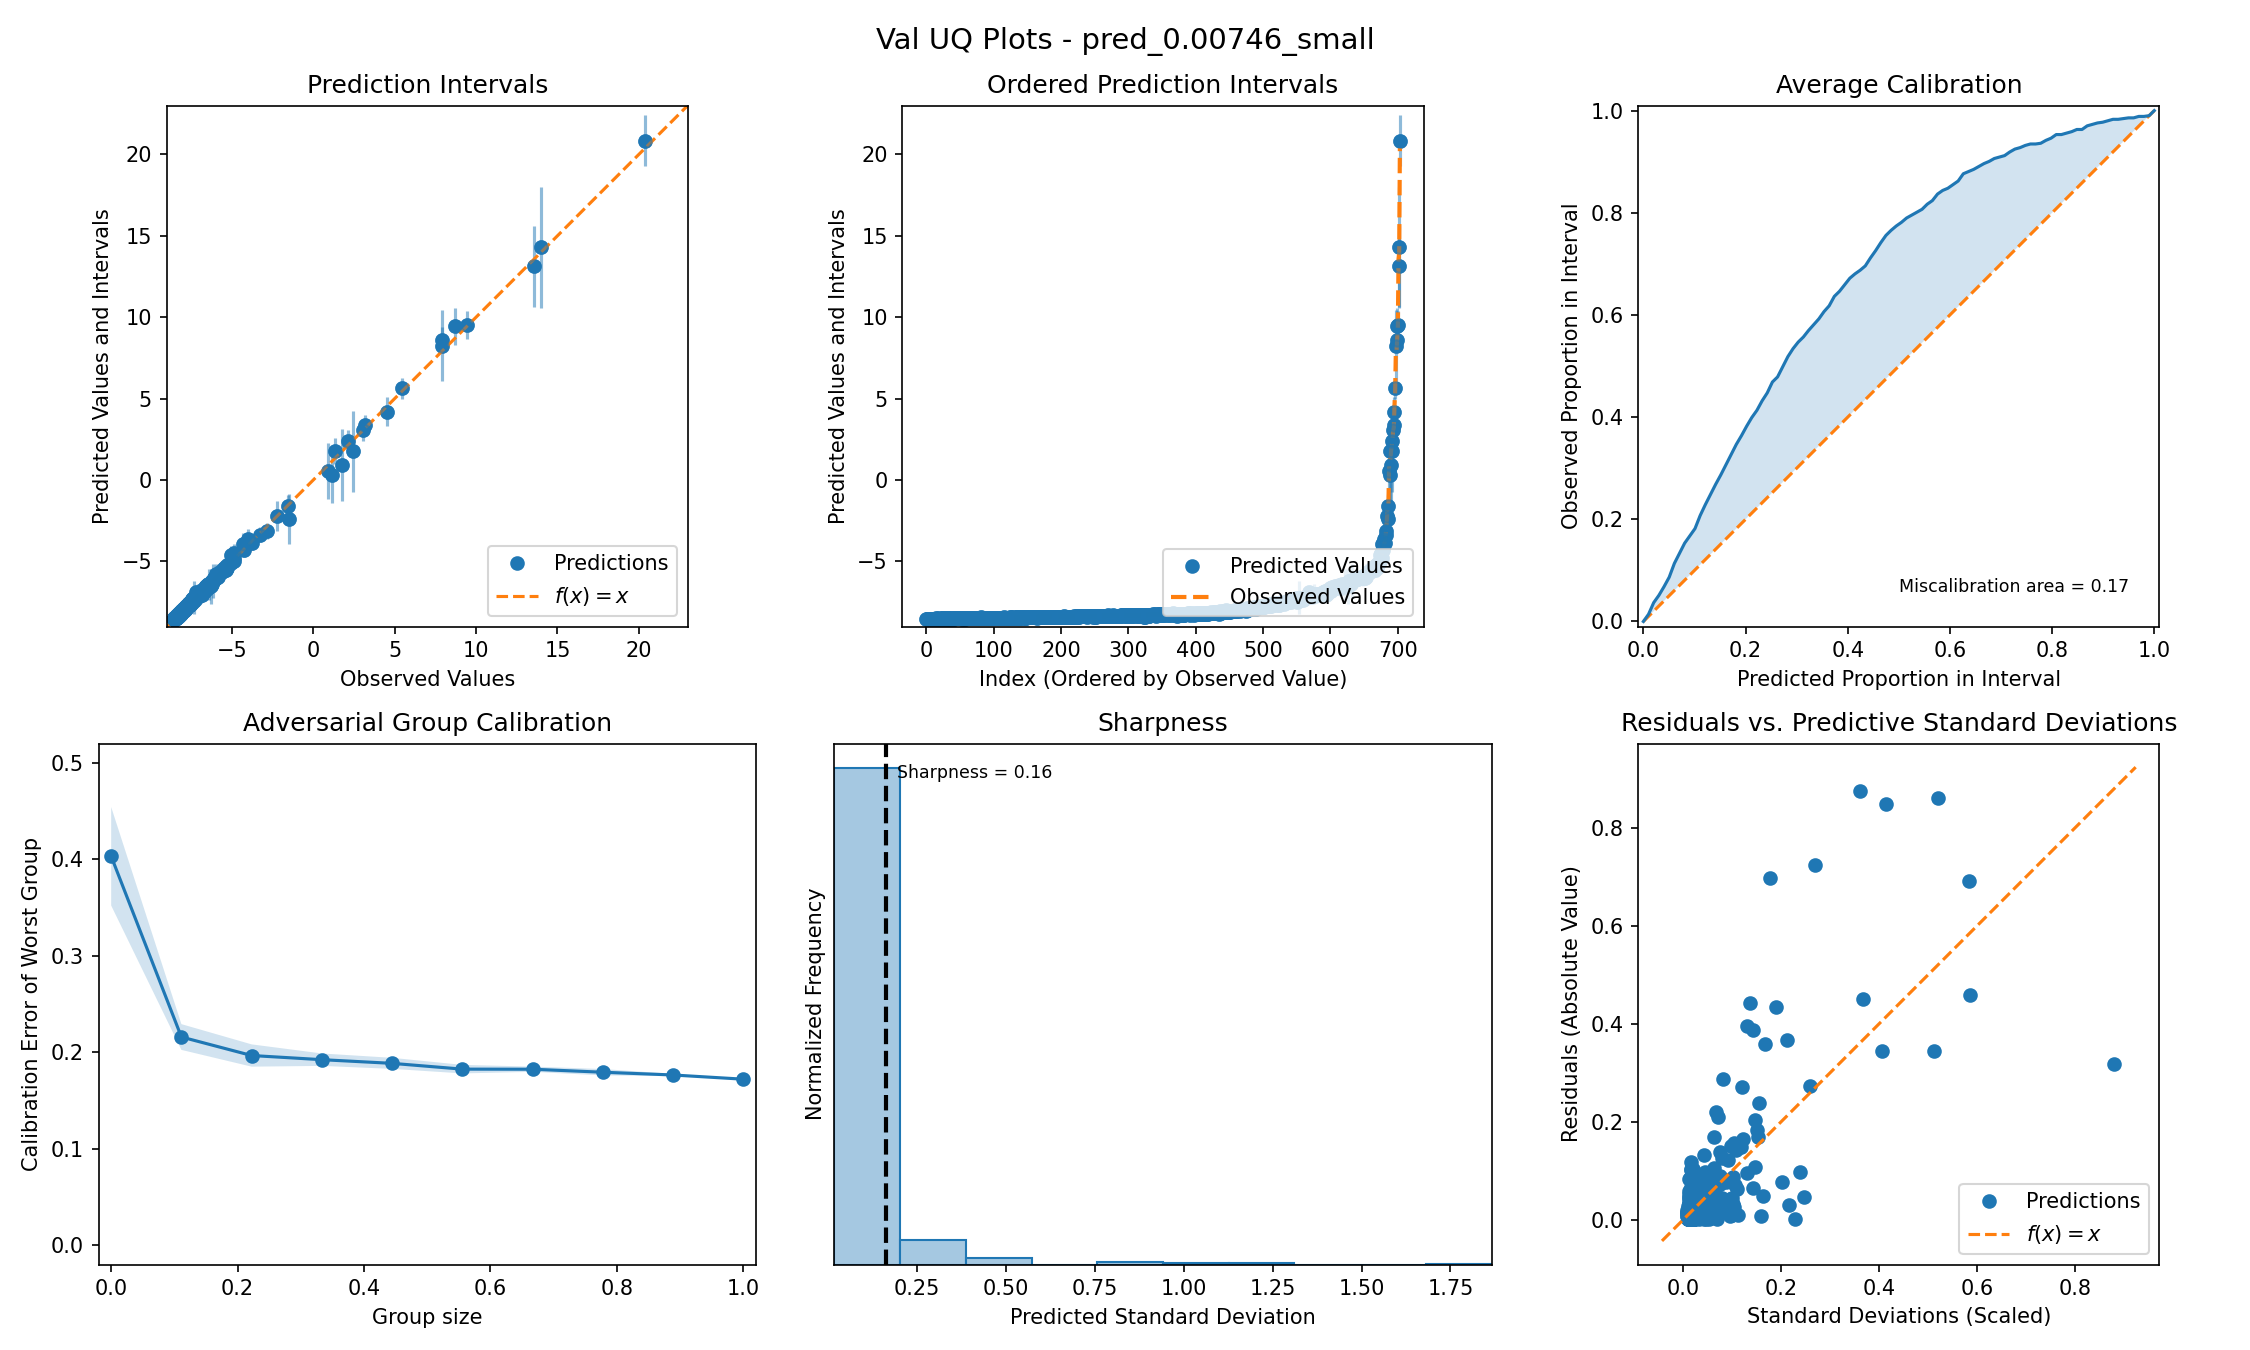 Val UQ Plots - pred_0.00746_small
Prediction Intervals
Predicted Values and Intervals
20
15
10
5
0
−5
−5
0
5
10
15
20
Observed Values
Predictions
f(x) = x
Ordered Prediction Intervals
Predicted Values and Intervals
20
15
10
5
0
−5
0
100
200
300
400
500
600
700
Index (Ordered by Observed Value)
Predicted Values
Observed Values
Average Calibration
Observed Proportion in Interval
1.0
0.8
0.6
0.4
0.2
0.0
0.0
0.2
0.4
0.6
0.8
1.0
Predicted Proportion in Interval
Miscalibration area = 0.17
Adversarial Group Calibration
Calibration Error of Worst Group
0.5
0.4
0.3
0.2
0.1
0.0
0.0
0.2
0.4
0.6
0.8
1.0
Group size
Sharpness
Normalized Frequency
Sharpness = 0.16
0.25
0.50
0.75
1.00
1.25
1.50
1.75
Predicted Standard Deviation
Residuals vs. Predictive Standard Deviations
Residuals (Absolute Value)
0.8
0.6
0.4
0.2
0.0
0.0
0.2
0.4
0.6
0.8
Standard Deviations (Scaled)
Predictions
f(x) = x